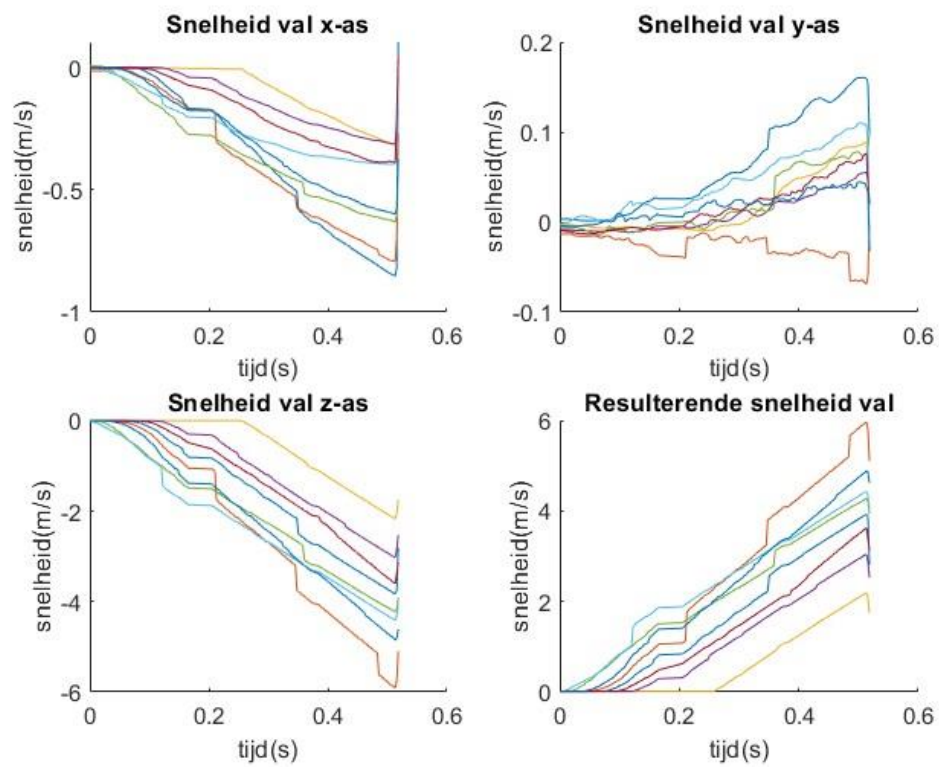 Snelheid val x-as
snelheid(m/s)
0
-0.5
-1
0 0.2 0.4 0.6
tijd(s)
Snelheid val y-as
snelheid(m/s)
0.2
0.1
0
-0.1
0 0.2 0.4 0.6
tijd(s)
Snelheid val z-as
snelheid(m/s)
0
-2
-4
-6
0 0.2 0.4 0.6
tijd(s)
Resulterende snelheid val
snelheid(m/s)
6
4
2
0
0 0.2 0.4 0.6
tijd(s)